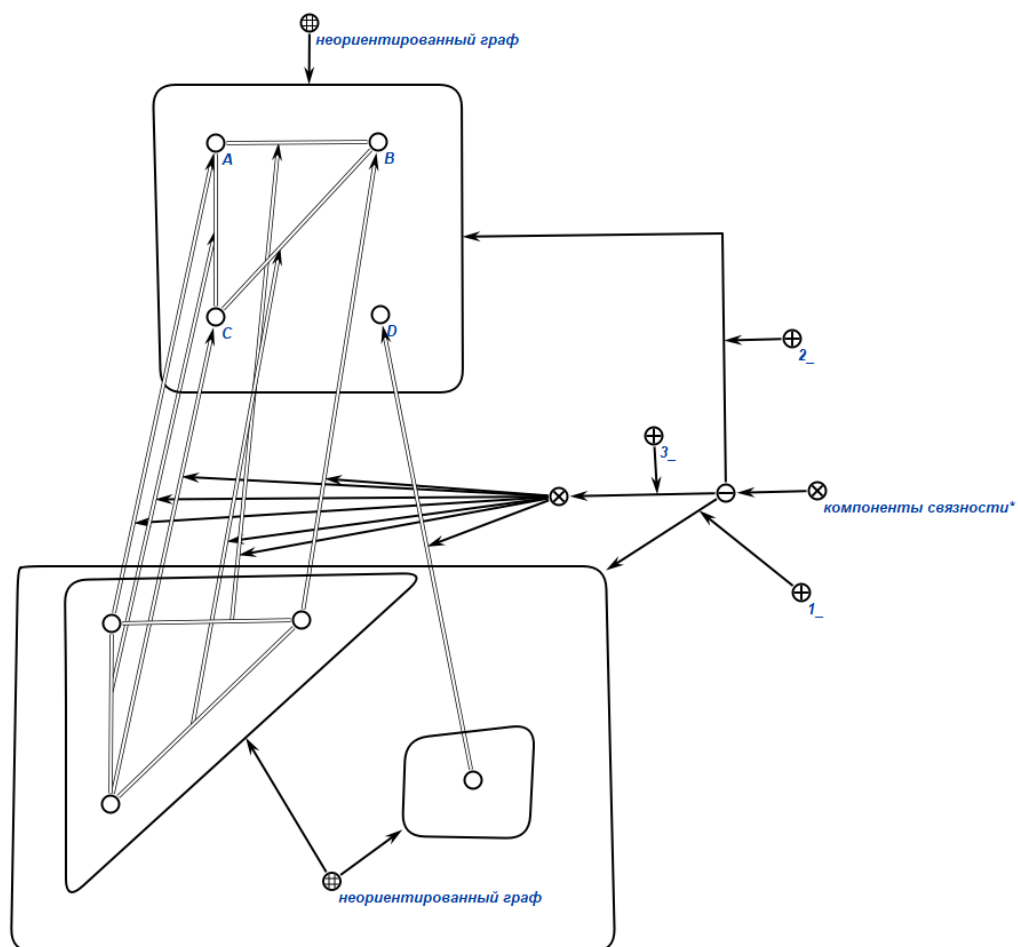 неориентированный граф
A
B
C
D
2_
3_
компоненты связности*
1_
неориентированный граф